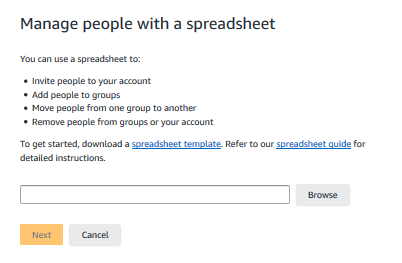 Manage people with a spreadsheet
You can use a spreadsheet to:
• Invite people to your account
• Add people to groups
• Move people from one group to another
• Remove people from groups or your account
To get started, download a spreadsheet template. Refer to our spreadsheet guide for
detailed instructions.
Browse
Next Cancel